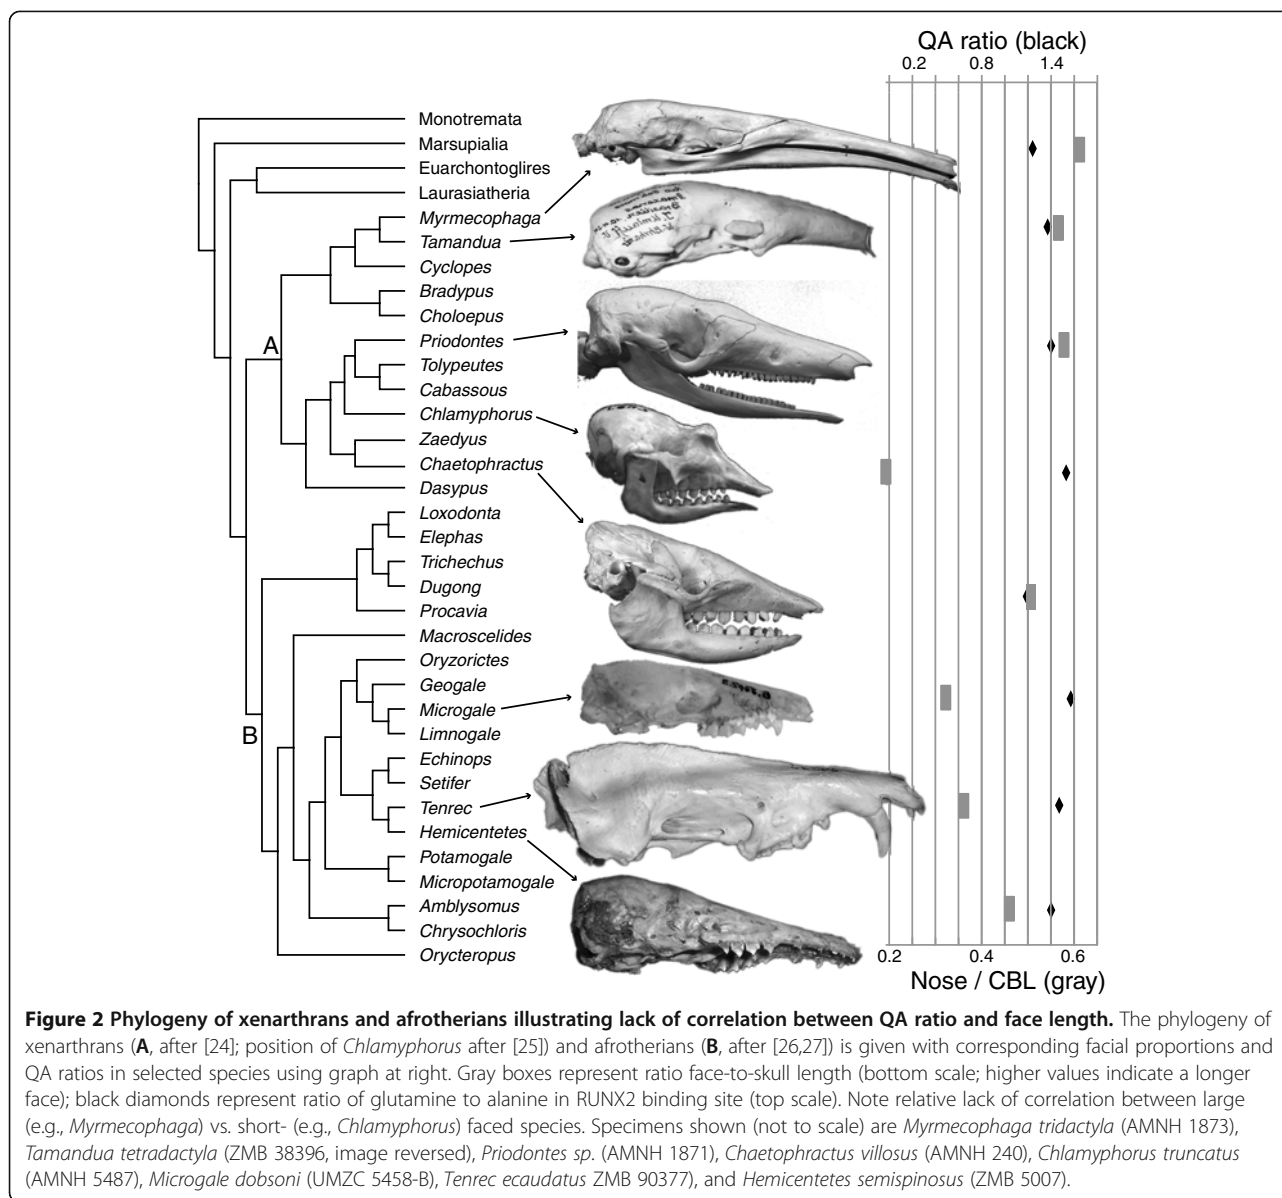 QA ratio (black)
0.2 0.8 1.4
Monotremata
Marsupialia
Euarchontoglires
Laurasiatheria
Myrmecophaga
Tamandua
Cyclopes
Bradypus
Choloepus
A
Priodontes
Tolypeutes
Cabassous
Chlamyphorus
Zaedyus
Chaetophractus
Dasypus
Loxodonta
Elephas
Trichechus
Dugong
Procavia
Macroscelides
Oryzorictes
Geogale
Microgale
Limnogale
B
Echinops
Setifer
Tenrec
Hemicentetes
Potamogale
Micropotamogale
Amblysomus
Chrysochloris
Orycteropus
0.2 0.4 0.6
Nose / CBL (gray)
Figure 2 Phylogeny of xenarthrans and afrotherians illustrating lack of correlation between QA ratio and face length. The phylogeny of
xenarthrans (A, after [24]; position of Chlamyphorus after [25]) and afrotherians (B, after [26,27]) is given with corresponding facial proportions and
QA ratios in selected species using graph at right. Gray boxes represent ratio face-to-skull length (bottom scale; higher values indicate a longer
face); black diamonds represent ratio of glutamine to alanine in RUNX2 binding site (top scale). Note relative lack of correlation between large
(e.g., Myrmecophaga) vs. short- (e.g., Chlamyphorus) faced species. Specimens shown (not to scale) are Myrmecophaga tridactyla (AMNH 1873),
Tamandua tetradactyla (ZMB 38396, image reversed), Priodontes sp. (AMNH 1871), Chaetophractus villosus (AMNH 240), Chlamyphorus truncatus
(AMNH 5487), Microgale dobsoni (UMZC 5458-B), Tenrec ecaudatus ZMB 90377), and Hemicentetes semispinosus (ZMB 5007).